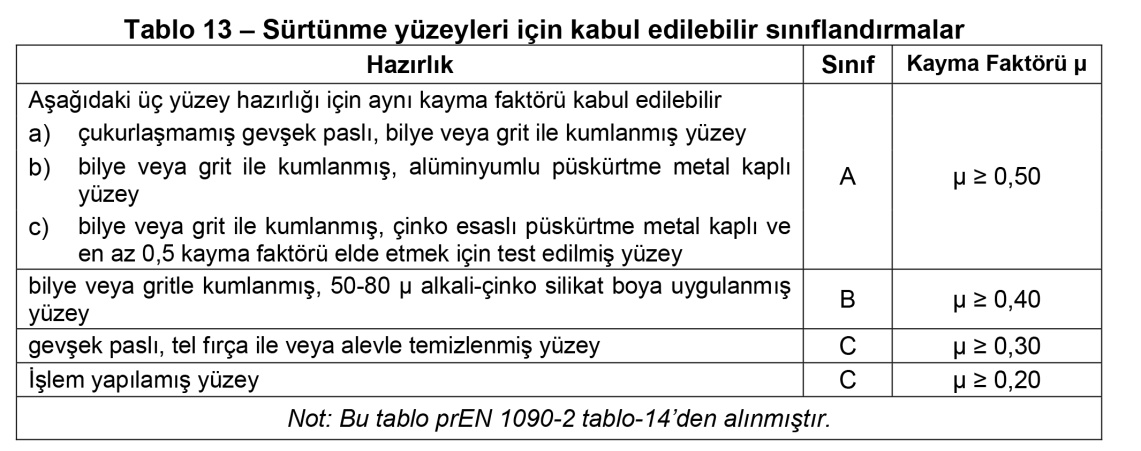 Tablo 13 – Sürtünme yüzeyleri için kabul edilebilir sınıflandırmalar
Hazırlık Sınıf Kayma Faktörü µ
Aşağıdaki üç yüzey hazırlığı için aynı kayma faktörü kabul edilebilir
a) çukurlaşmamış gevşek paslı, bilye veya grit ile kumlanmış yüzey
b) bilye veya grit ile kumlanmış, alüminyumlu püskürtme metal kaplı
yüzey
c) bilye veya grit ile kumlanmış, çinko esaslı püskürtme metal kaplı ve
en az 0,5 kayma faktörü elde etmek için test edilmiş yüzey
A µ ≥ 0,50
bilye veya gritle kumlanmış, 50-80 µ alkali-çinko silikat boya uygulanmış
yüzey
B µ ≥ 0,40
gevşek paslı, tel fırça ile veya alevle temizlenmiş yüzey C µ ≥ 0,30
İşlem yapılamış yüzey C µ ≥ 0,20
Not: Bu tablo prEN 1090-2 tablo-14’den alınmıştır.